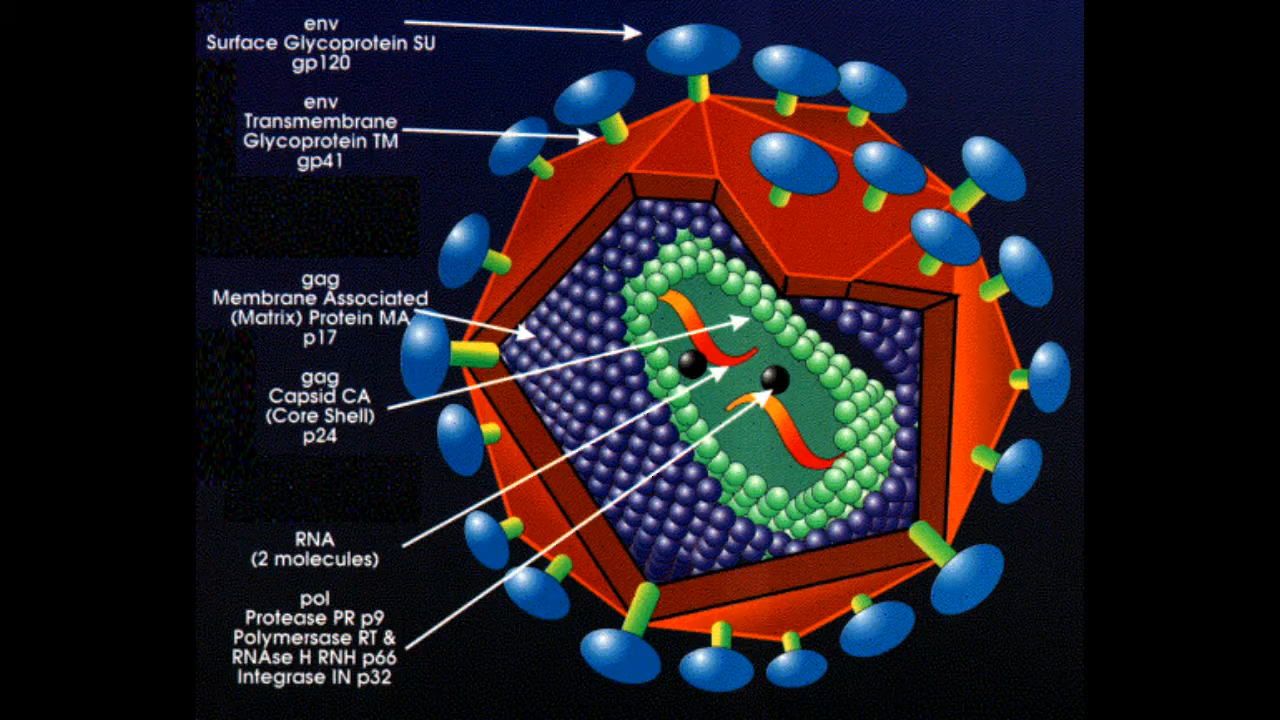 env
Surface Glycoprotein SU
gp120
env
Transmembrane
Glycoprotein TM
gp41
gag
Membrane Associated
(Matrix) Protein MA
p17
gag
Capsid CA
(Core Shell)
p24
RNA
(2 molecules)
pol
Protease PR p9
Polymersase RT &
RNAse H RNH p66
Integrase IN p32